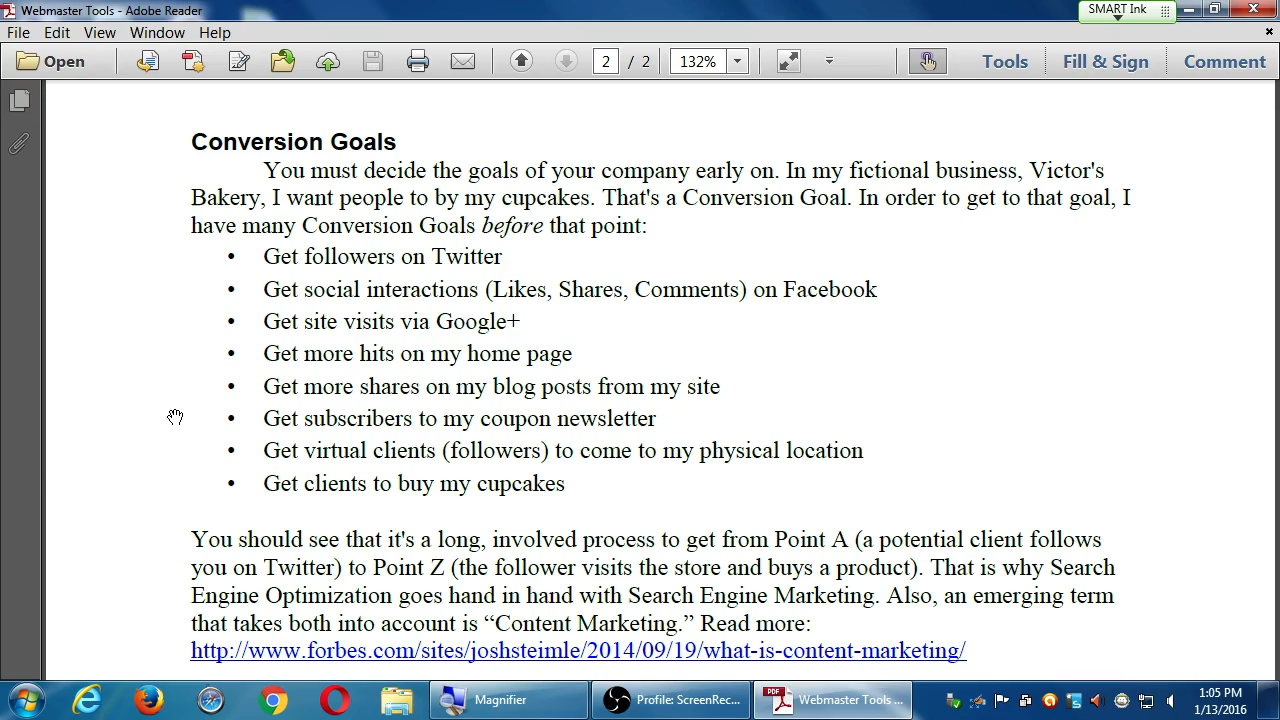 Webmaster Tools - Adobe Reader
SMART Ink
File Edit View Window Help
Open 2 / 2 132% Tools Fill & Sign Comment
Conversion Goals
You must decide the goals of your company early on. In my fictional business, Victor's
Bakery, I want people to by my cupcakes. That's a Conversion Goal. In order to get to that goal, I
have many Conversion Goals before that point:
• Get followers on Twitter
• Get social interactions (Likes, Shares, Comments) on Facebook
• Get site visits via Google+
• Get more hits on my home page
• Get more shares on my blog posts from my site
• Get subscribers to my coupon newsletter
• Get virtual clients (followers) to come to my physical location
• Get clients to buy my cupcakes
You should see that it's a long, involved process to get from Point A (a potential client follows
you on Twitter) to Point Z (the follower visits the store and buys a product). That is why Search
Engine Optimization goes hand in hand with Search Engine Marketing. Also, an emerging term
that takes both into account is “Content Marketing.” Read more:
http://www.forbes.com/sites/joshsteimle/2014/09/19/what-is-content-marketing/
Magnifier Profile: ScreenRec... PDF Webmaster Tools ... 1:05 PM
1/13/2016